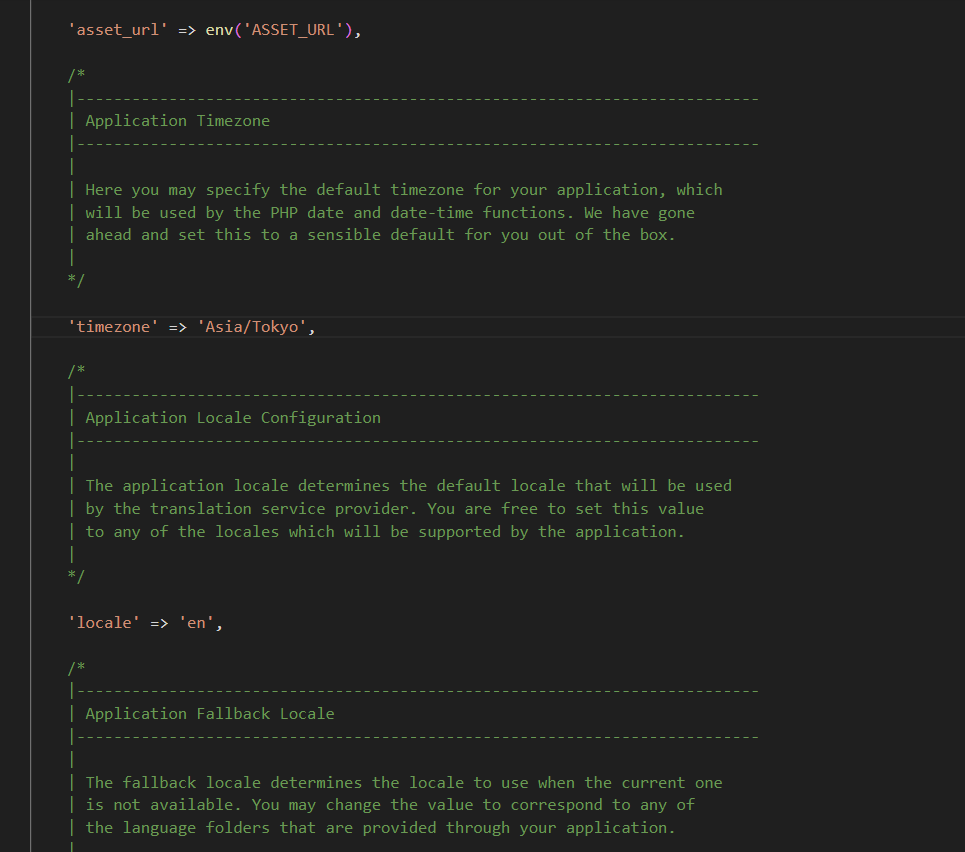 'asset_url' => env('ASSET_URL'),
/*
|--------------------------------------------------------------------------
| Application Timezone
|--------------------------------------------------------------------------
|
| Here you may specify the default timezone for your application, which
| will be used by the PHP date and date-time functions. We have gone
| ahead and set this to a sensible default for you out of the box.
|
*/
'timezone' => 'Asia/Tokyo',
/*
|--------------------------------------------------------------------------
| Application Locale Configuration
|--------------------------------------------------------------------------
|
| The application locale determines the default locale that will be used
| by the translation service provider. You are free to set this value
| to any of the locales which will be supported by the application.
|
*/
'locale' => 'en',
/*
|--------------------------------------------------------------------------
| Application Fallback Locale
|--------------------------------------------------------------------------
|
| The fallback locale determines the locale to use when the current one
| is not available. You may change the value to correspond to any of
| the language folders that are provided through your application.
|